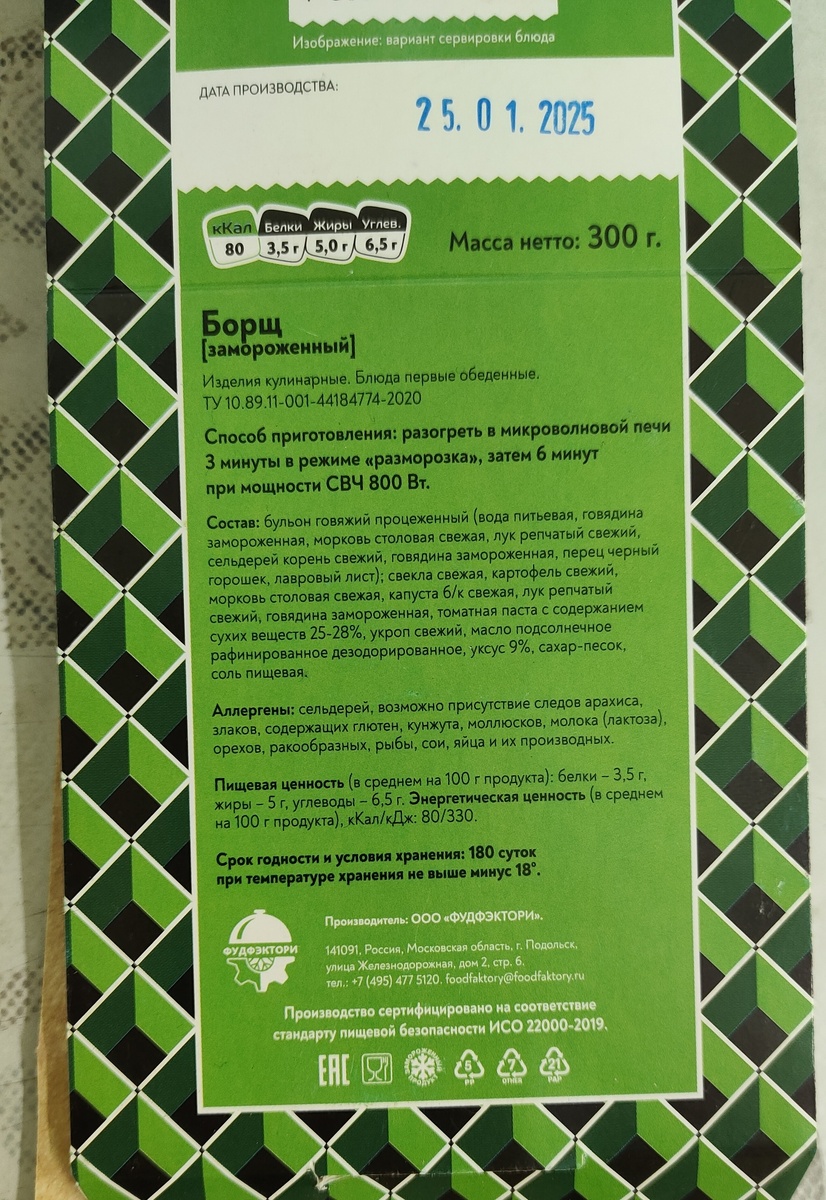 Изображение: вариант сервировки блюда
ДАТА ПРОИЗВОДСТВА:
25. 01. 2025
кКал Белки Жиры Углев.
80 3,5 г 5,0 г 6,5 г
Масса нетто: 300 г.
Борщ
[замороженный]
Изделия кулинарные. Блюда первые обеденные.
ТУ 10.89.11-001-44184774-2020
Способ приготовления: разогреть в микроволновой печи
3 минуты в режиме «разморозка», затем 6 минут
при мощности СВЧ 800 Вт.
Состав: бульон говяжий процеженный (вода питьевая, говядина
замороженная, морковь столовая свежая, лук репчатый свежий,
сельдерей корень свежий, говядина замороженная, перец черный
горошек, лавровый лист); свекла свежая, картофель свежий,
морковь столовая свежая, капуста б/к свежая, лук репчатый
свежий, говядина замороженная, томатная паста с содержанием
сухих веществ 25-28%, укроп свежий, масло подсолнечное
рафинированное дезодорированное, уксус 9%, сахар-песок,
соль пищевая.
Аллергены: сельдерей, возможно присутствие следов арахиса,
злаков, содержащих глютен, кунжута, моллюсков, молока (лактоза),
орехов, ракообразных, рыбы, сои, яйца и их производных.
Пищевая ценность (в среднем на 100 г продукта): белки – 3,5 г,
жиры – 5 г, углеводы – 6,5 г. Энергетическая ценность (в среднем
на 100 г продукта), кКал/кДж: 80/330.
Срок годности и условия хранения: 180 суток
при температуре хранения не выше минус 18°.
ФУДФЭКТОРИ
Производитель: ООО «ФУДФЭКТОРИ».
141091, Россия, Московская область, г. Подольск,
улица Железнодорожная, дом 2, стр. 6.
тел.: +7 (495) 477 5120. foodfaktory@foodfaktory.ru
Производство сертифицировано на соответствие
стандарту пищевой безопасности ИСО 22000-2019.
EAC ЗАМОРОЖЕННЫЙ ПРОДУКТ 5 7 21
PP OTHER PAP